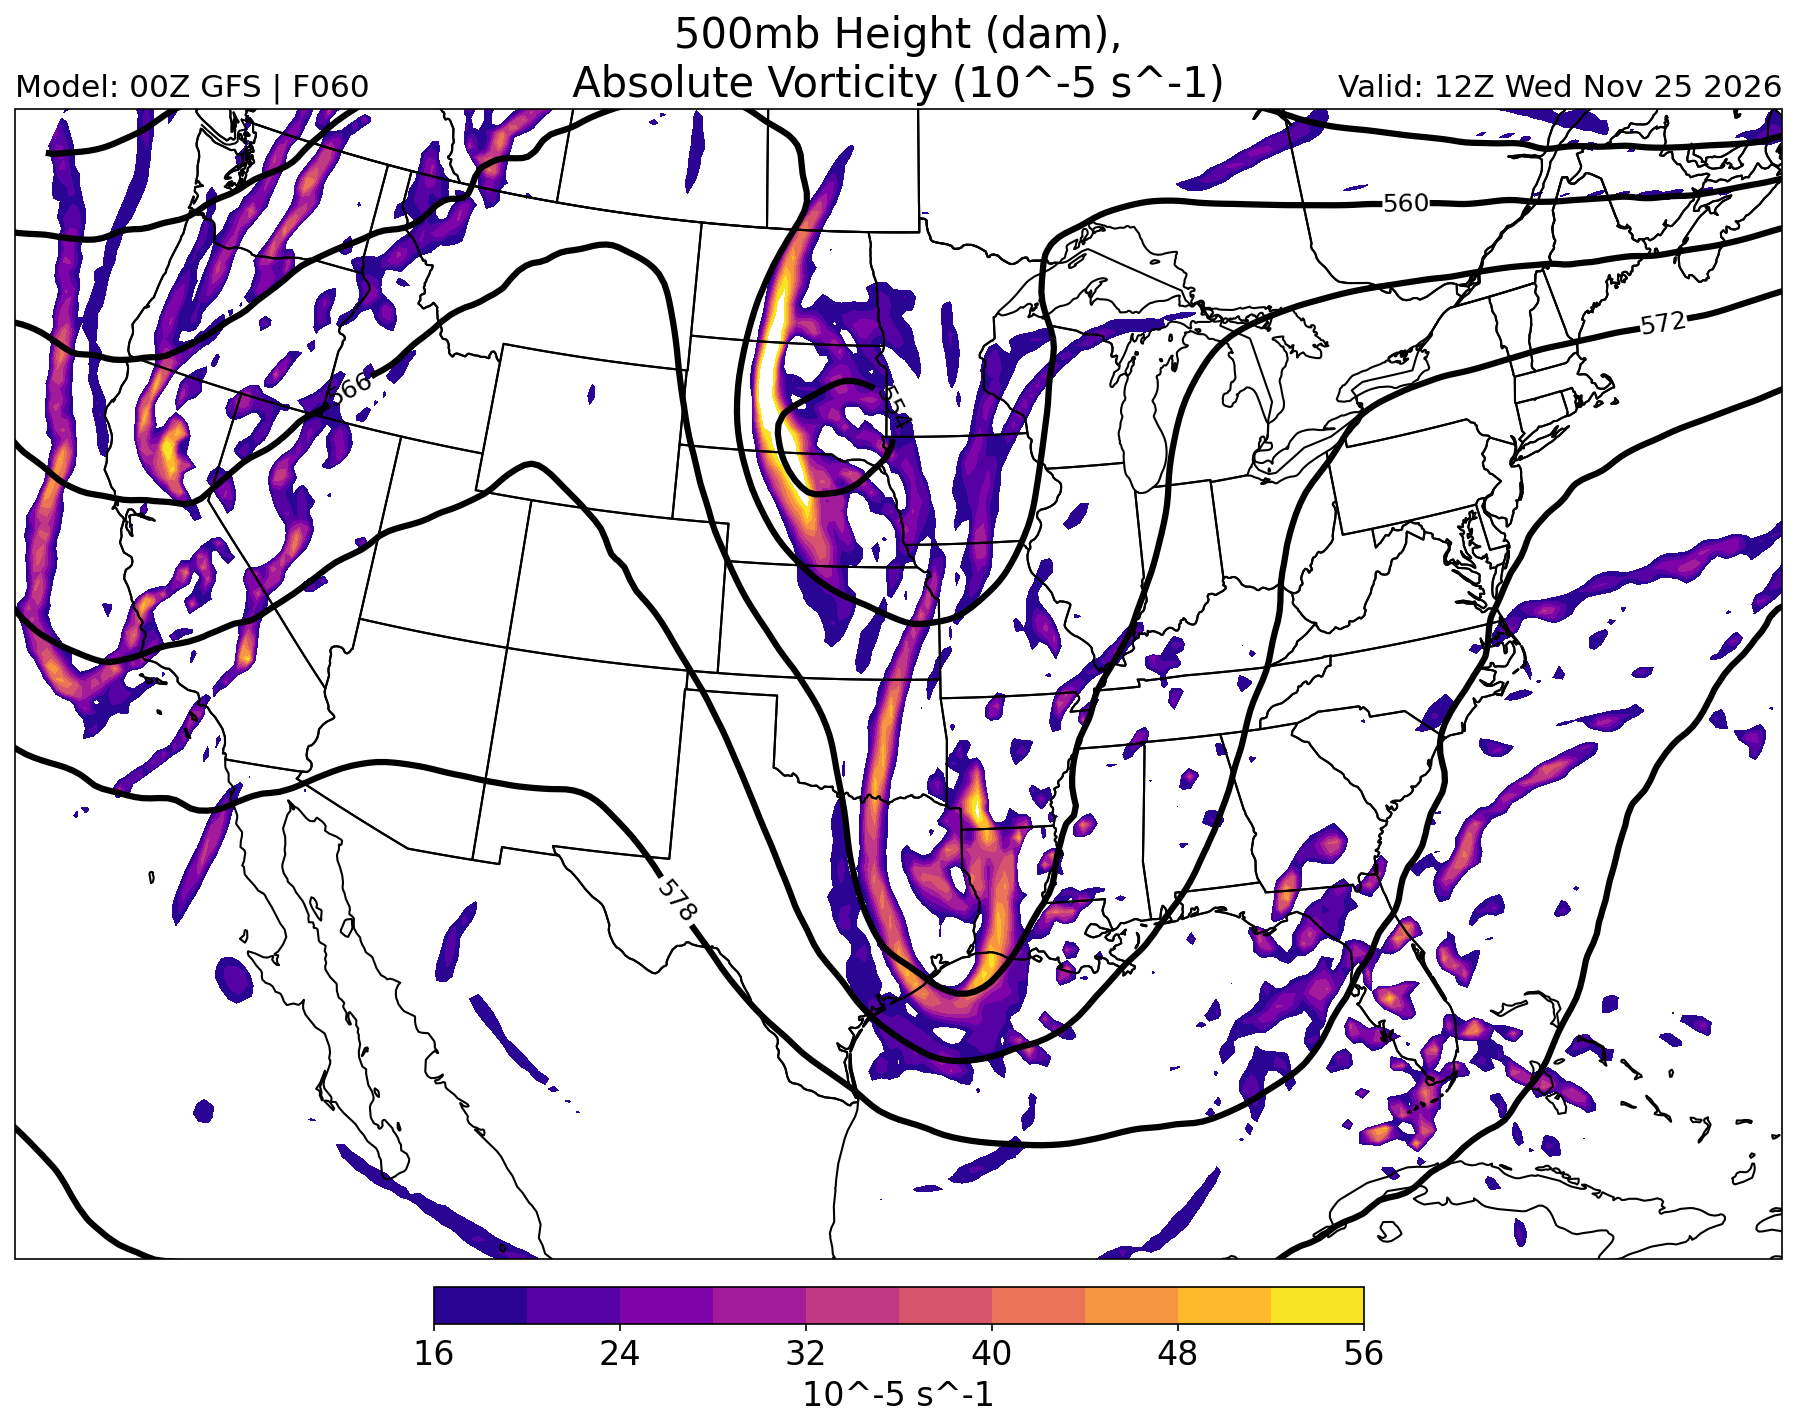 500mb Height (dam),
Absolute Vorticity (10^-5 s^-1)
Model: 00Z GFS | F060
Valid: 12Z Wed Nov 25 2026
560
572
566
554
578
16 24 32 40 48 56
10^-5 s^-1